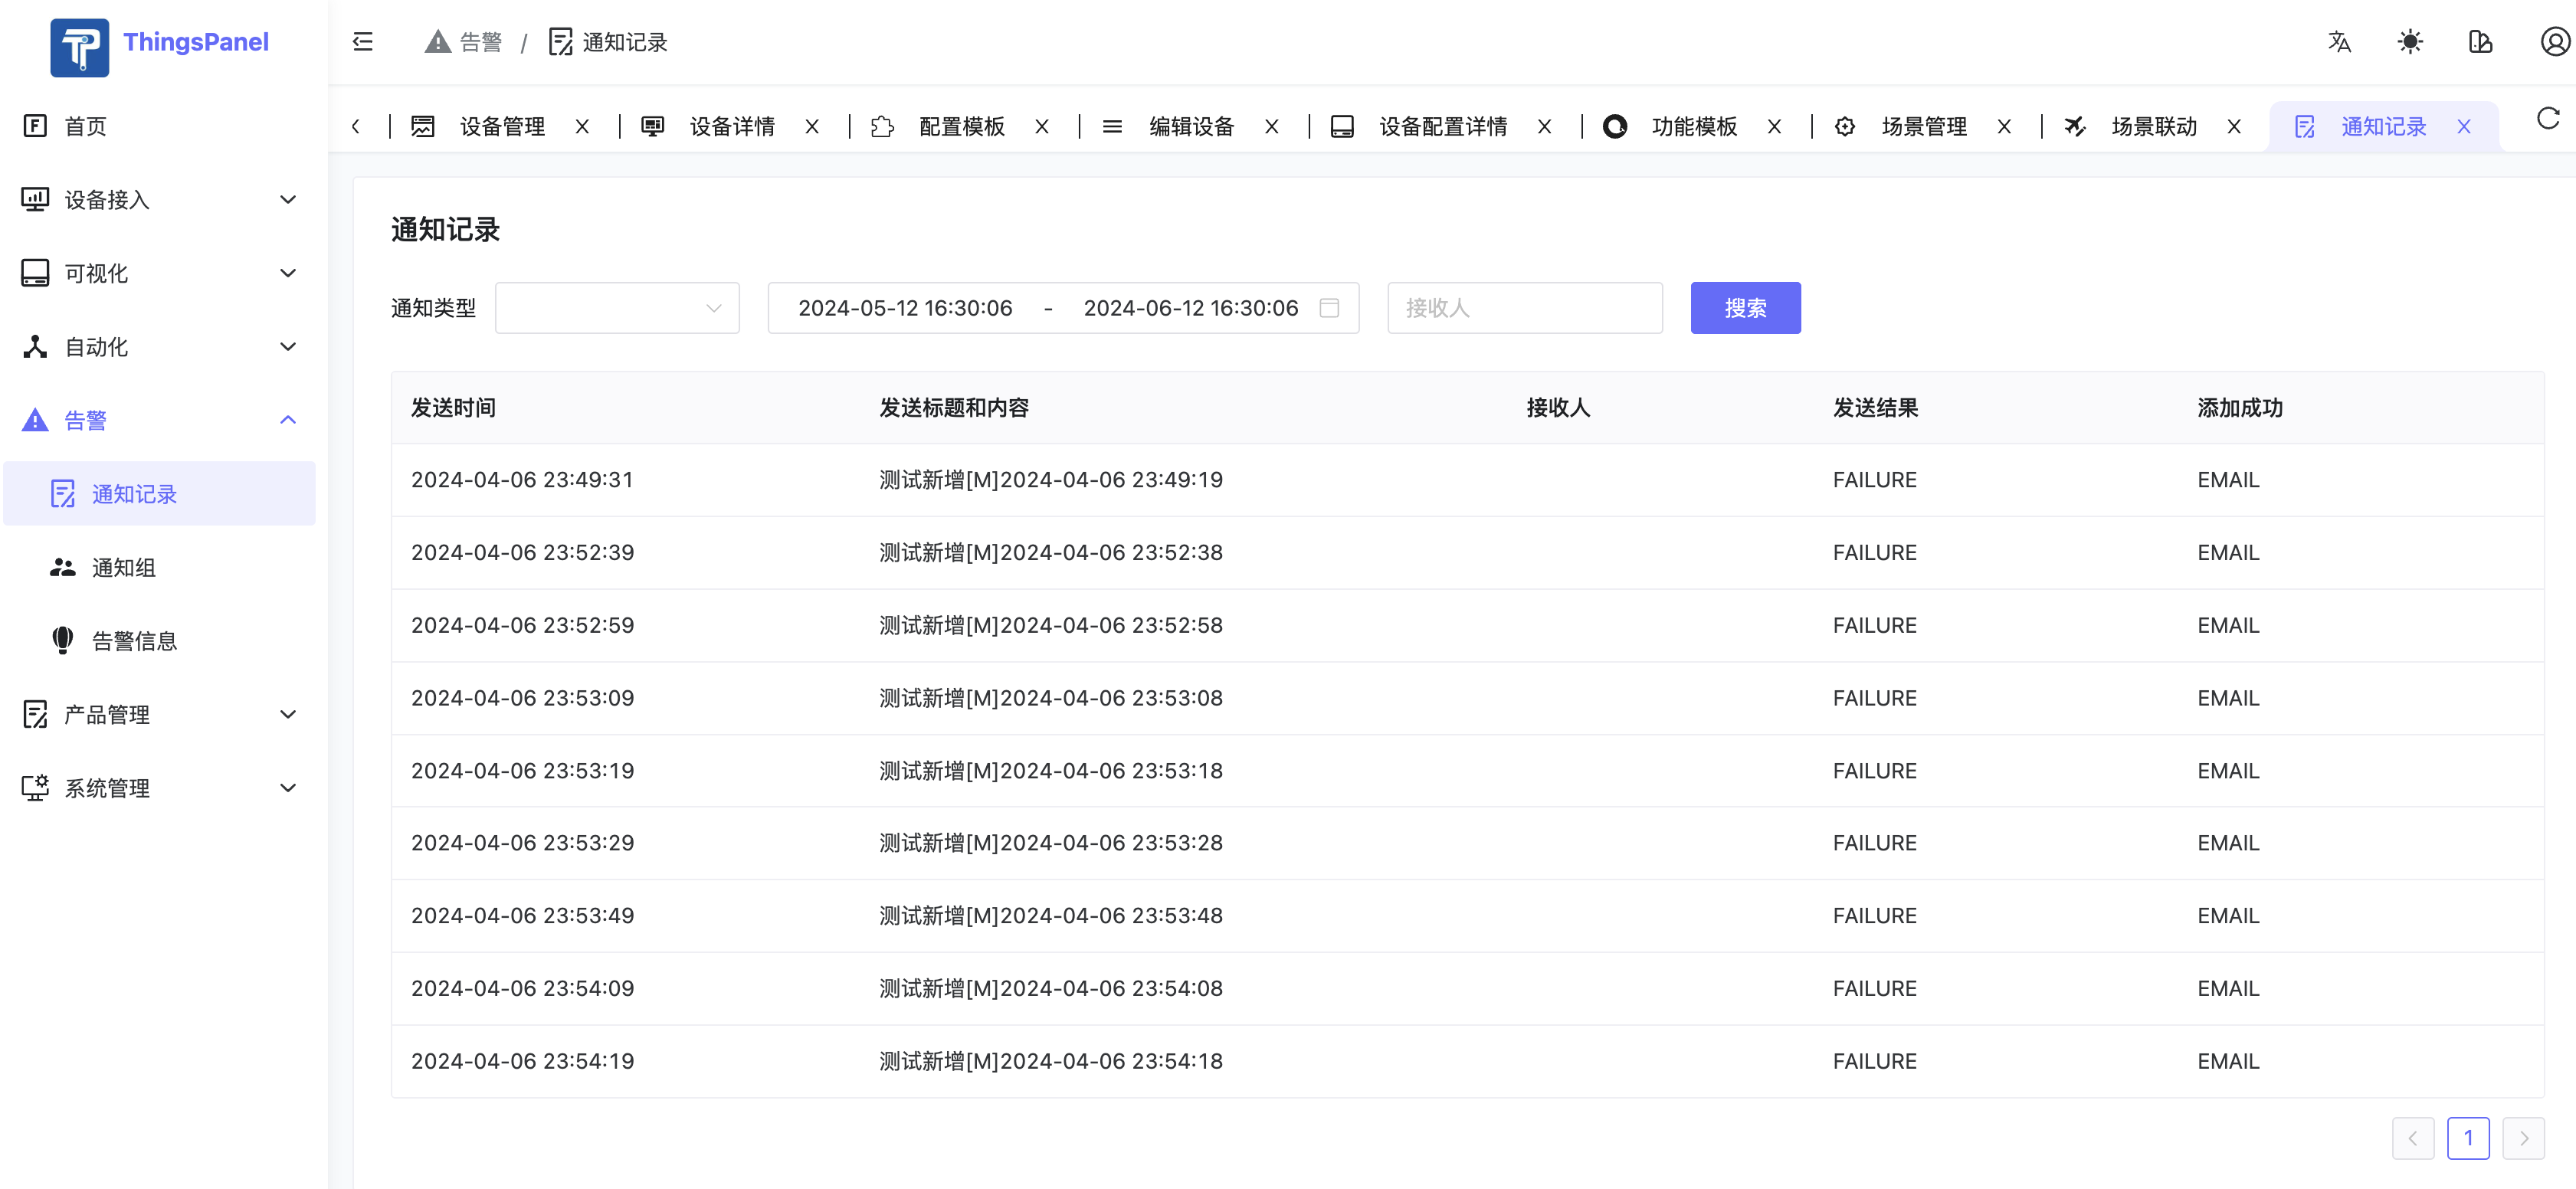 ThingsPanel
告警 / 通知记录
首页
设备接入
可视化
自动化
告警
通知记录
通知组
告警信息
产品管理
系统管理
设备管理 X 设备详情 X 配置模板 X 编辑设备 X 设备配置详情 X 功能模板 X 场景管理 X 场景联动 X 通知记录 X
通知记录
通知类型 2024-05-12 16:30:06 - 2024-06-12 16:30:06 接收人 搜索
发送时间 发送标题和内容 接收人 发送结果 添加成功
2024-04-06 23:49:31 测试新增[M]2024-04-06 23:49:19 FAILURE EMAIL
2024-04-06 23:52:39 测试新增[M]2024-04-06 23:52:38 FAILURE EMAIL
2024-04-06 23:52:59 测试新增[M]2024-04-06 23:52:58 FAILURE EMAIL
2024-04-06 23:53:09 测试新增[M]2024-04-06 23:53:08 FAILURE EMAIL
2024-04-06 23:53:19 测试新增[M]2024-04-06 23:53:18 FAILURE EMAIL
2024-04-06 23:53:29 测试新增[M]2024-04-06 23:53:28 FAILURE EMAIL
2024-04-06 23:53:49 测试新增[M]2024-04-06 23:53:48 FAILURE EMAIL
2024-04-06 23:54:09 测试新增[M]2024-04-06 23:54:08 FAILURE EMAIL
2024-04-06 23:54:19 测试新增[M]2024-04-06 23:54:18 FAILURE EMAIL
1